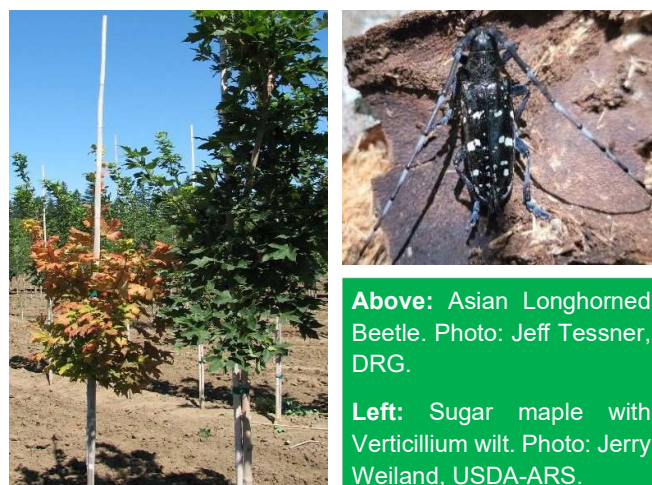 Above: Asian Longhorned
Beetle. Photo: Jeff Tessner,
DRG.
Left: Sugar maple with
Verticillium wilt. Photo: Jerry
Weiland, USDA-ARS.